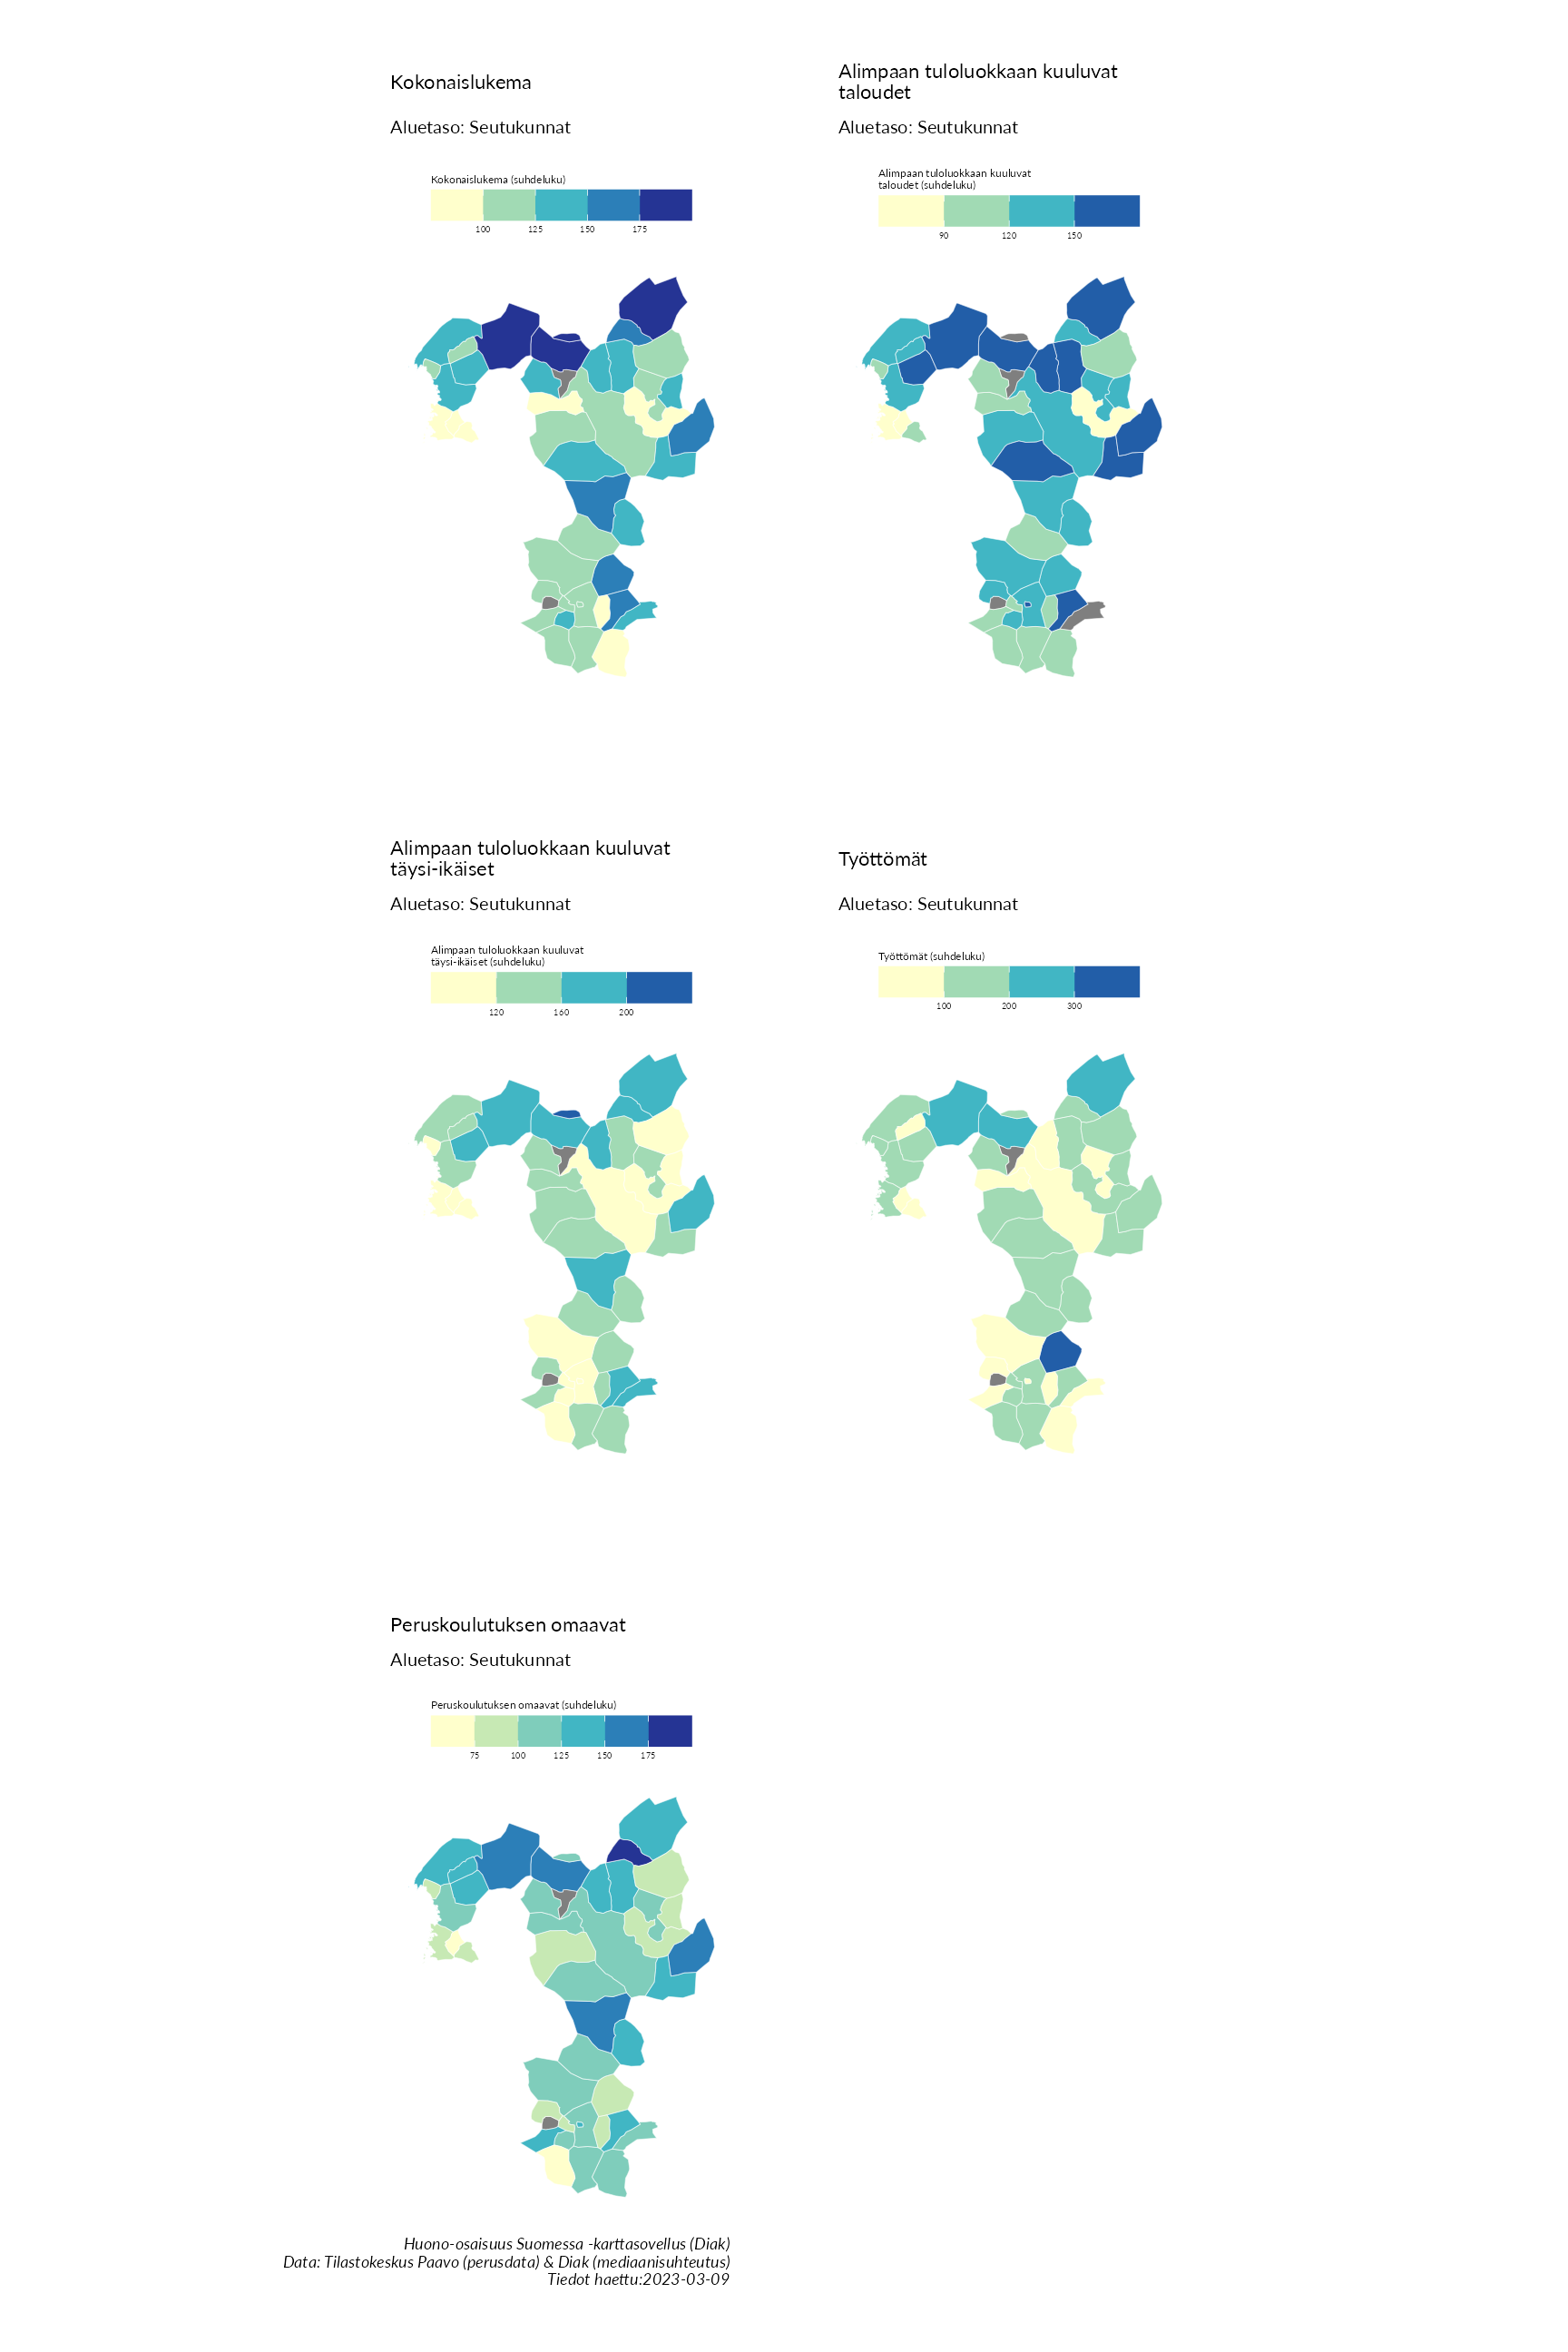 Kokonaislukema
Aluetaso: Seutukunnat
Kokonaislukema (suhdeluku)
100 125 150 175
Alimpaan tuloluokkaan kuuluvat
taloudet
Aluetaso: Seutukunnat
Alimpaan tuloluokkaan kuuluvat
taloudet (suhdeluku)
90 120 150
Alimpaan tuloluokkaan kuuluvat
täysi-ikäiset
Aluetaso: Seutukunnat
Alimpaan tuloluokkaan kuuluvat
täysi-ikäiset (suhdeluku)
120 160 200
Työttömät
Aluetaso: Seutukunnat
Työttömät (suhdeluku)
100 200 300
Peruskoulutuksen omaavat
Aluetaso: Seutukunnat
Peruskoulutuksen omaavat (suhdeluku)
75 100 125 150 175
Huono-osaisuus Suomessa -karttasovellus (Diak)
Data: Tilastokeskus Paavo (perusdata) & Diak (mediaanisuhteutus)
Tiedot haettu:2023-03-09